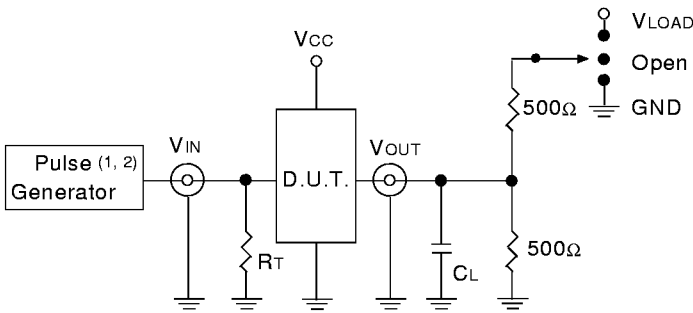 VLOAD
VCC
Open
500Ω
GND
VIN
VOUT
Pulse (1, 2)
Generator
D.U.T.
RT
CL
500Ω